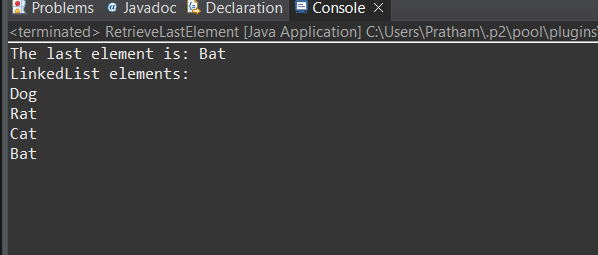 Problems @ Javadoc Declaration Console
<terminated> RetrieveLastElement [Java Application] C:\Users\Pratham\.p2\pool\plugins\
The last element is: Bat
LinkedList elements:
Dog
Rat
Cat
Bat